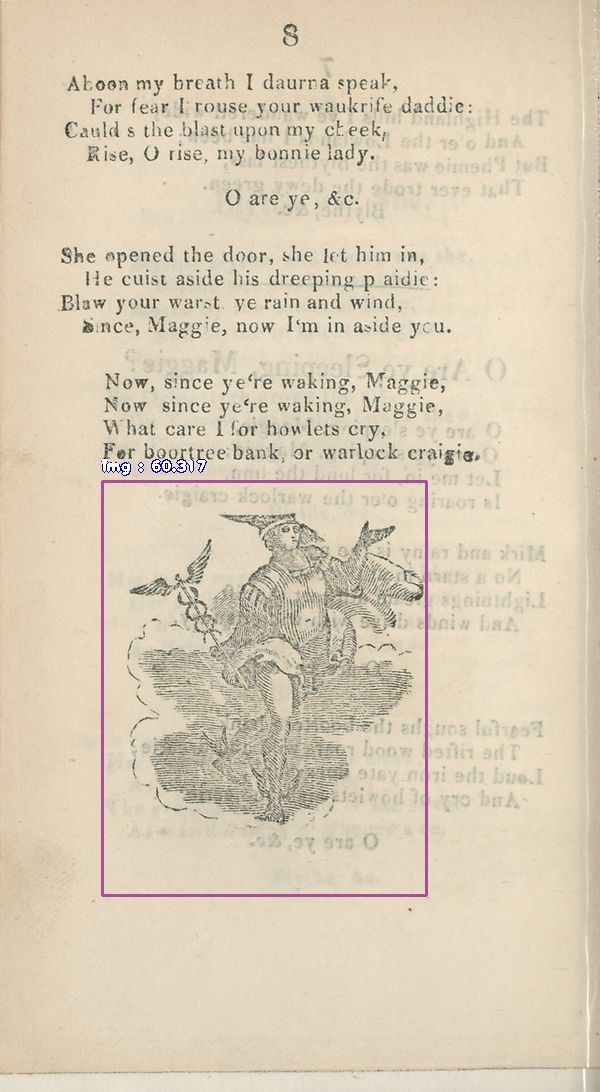 8
Aboon my breath I daurna speak,
For fear I rouse your waukrife daddie:
Cauld s the blast upon my cheek,
Rise, O rise, my bonnie lady.
O are ye, &c.
She opened the door, she let him in,
He cuist aside his dreeping p aidie:
Blaw your warst ye rain and wind,
Since, Maggie, now I'm in aside you.
Now, since ye're waking, Maggie,
Now since ye're waking, Maggie,
What care I for howlets cry,
For boortree bank, or warlock craigie.
img : 60.317